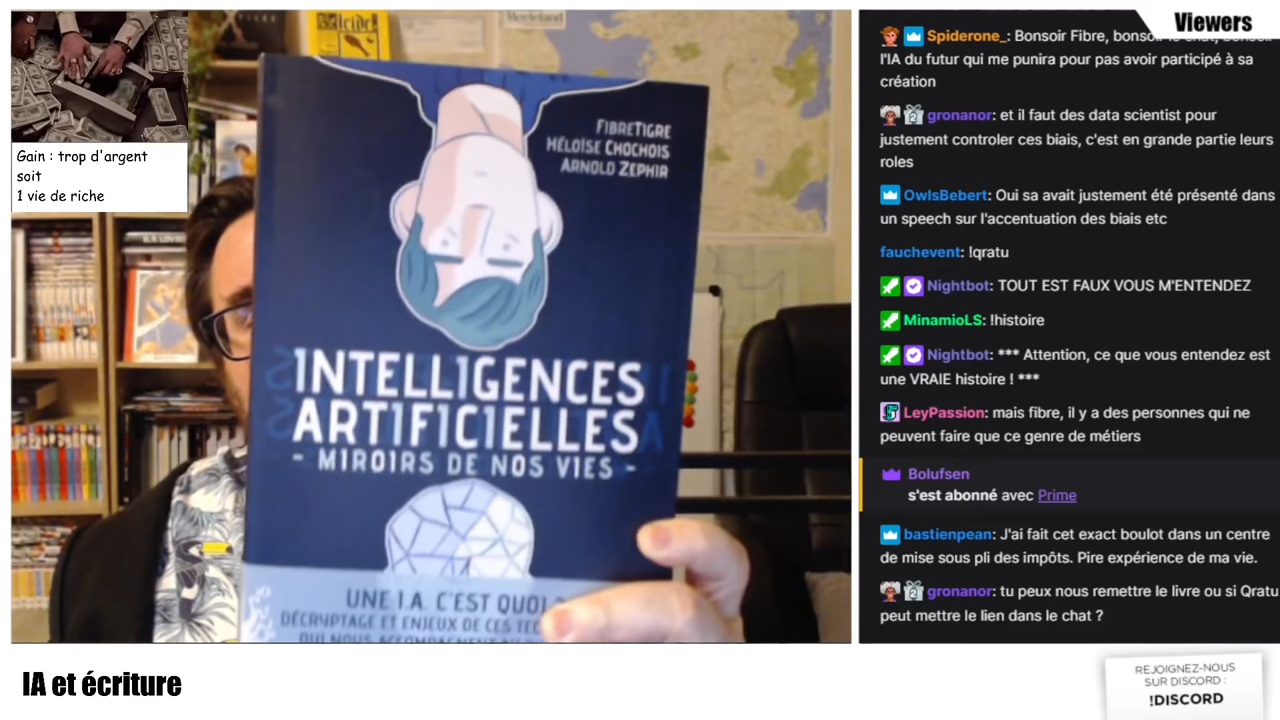 Gain : trop d'argent
soit
1 vie de riche
FIBRETIGRE
HÉLOÏSE CHOCHOIS
ARNOLD ZEPHIR
INTELLIGENCES
ARTIFICIELLES
- MIROIRS DE NOS VIES -
UNE I.A. C'EST QUOI ?
DÉCRYPTAGE ET ENJEUX DE CES
Viewers
Spiderone_: Bonsoir Fibre,
l'IA du futur qui me punira pour pas avoir participé à sa
création
gronanor: et il faut des data scientist pour
justement controler ces biais, c'est en grande partie leurs
roles
OwlsBebert: Oui sa avait justement été présenté dans
un speech sur l'accentuation des biais etc
fauchevent: !qratu
Nightbot: TOUT EST FAUX VOUS M'ENTENDEZ
MinamioLS: !histoire
Nightbot: *** Attention, ce que vous entendez est
une VRAIE histoire ! ***
LeyPassion: mais fibre, il y a des personnes qui ne
peuvent faire que ce genre de métiers
Bolufsen
s'est abonné avec Prime
bastienpean: J'ai fait cet exact boulot dans un centre
de mise sous pli des impôts. Pire expérience de ma vie.
gronanor: tu peux nous remettre le livre ou si Qratu
peut mettre le lien dans le chat ?
IA et écriture
REJOIGNEZ-NOUS
SUR DISCORD :
!DISCORD